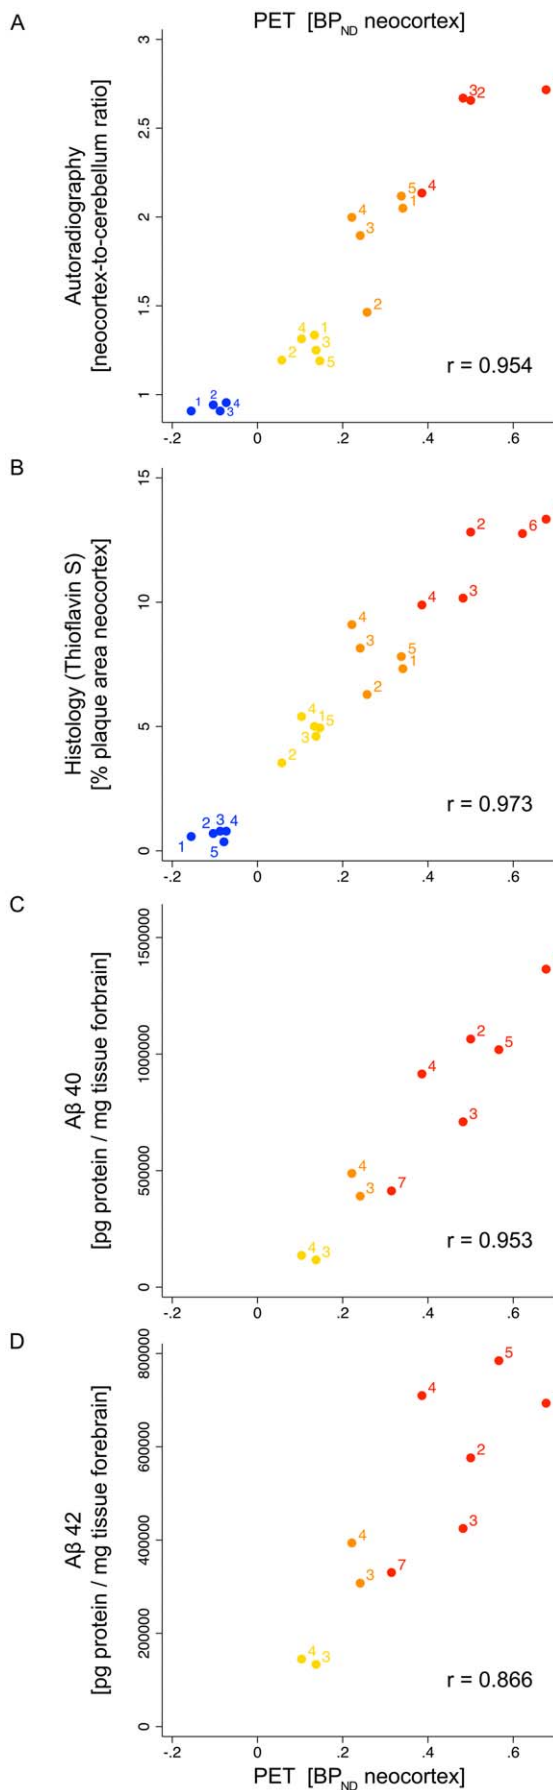 A
PET [BPND neocortex]
Autoradiography
[neocortex-to-cerebellum ratio]
3
2.5
2
1.5
1
3 2
5
4
4
1
3
2
4 1
3
2
5
1 2 4
3
r = 0.954
-.2 0 .2 .4 .6
B
Histology (Thioflavin S)
[% plaque area neocortex]
15
10
5
0
2
6
4 3
4
3
5
1
2
4
1 5
3
2
2 3 4
1
5
r = 0.973
-.2 0 .2 .4 .6
C
Aβ 40
[pg protein / mg tissue forbrain]
1500000
1000000
500000
0
2
5
4
3
4
3
7
4 3
r = 0.953
-.2 0 .2 .4 .6
D
Aβ 42
[pg protein / mg tissue forebrain]
800000
600000
400000
200000
0
5
4
2
3
4
3
7
4 3
r = 0.866
-.2 0 .2 .4 .6
PET [BPND neocortex]